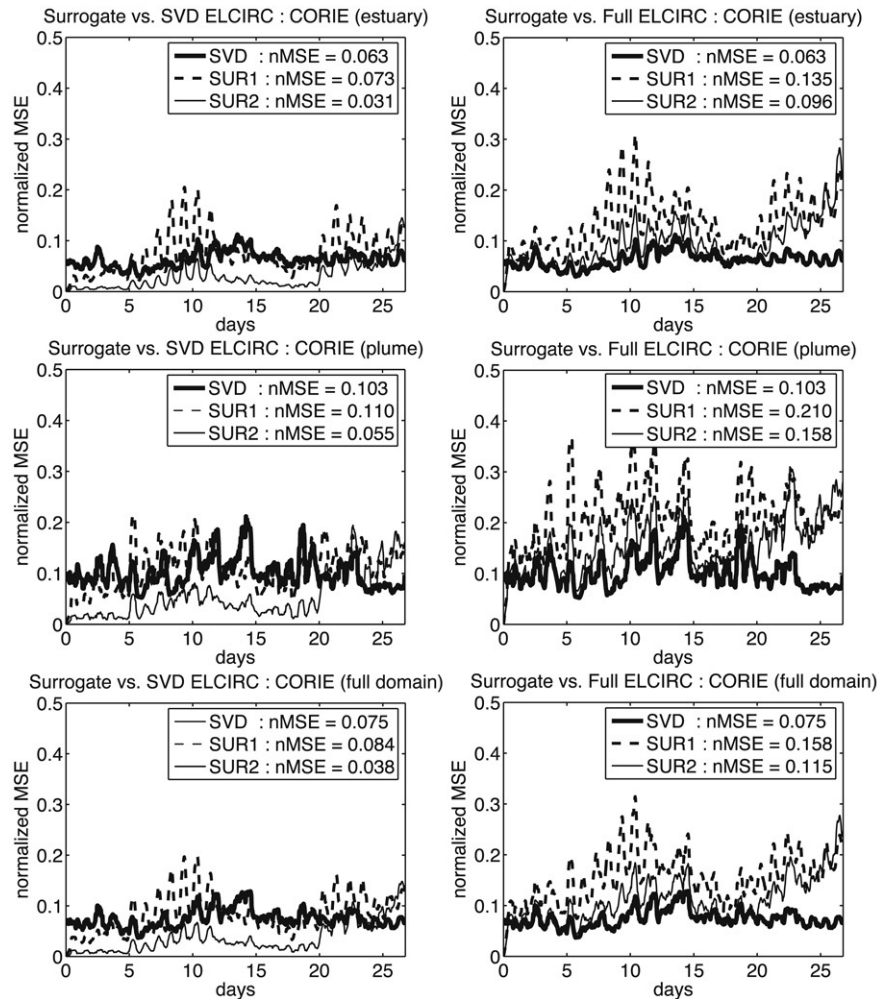 Surrogate vs. SVD ELCIRC : CORIE (estuary)
0.5
0.4
0.3
0.2
0.1
0
normalized MSE
SVD : nMSE = 0.063
SUR1 : nMSE = 0.073
SUR2 : nMSE = 0.031
0 5 10 15 20 25
days
Surrogate vs. Full ELCIRC : CORIE (estuary)
0.5
0.4
0.3
0.2
0.1
0
normalized MSE
SVD : nMSE = 0.063
SUR1 : nMSE = 0.135
SUR2 : nMSE = 0.096
0 5 10 15 20 25
days
Surrogate vs. SVD ELCIRC : CORIE (plume)
0.5
0.4
0.3
0.2
0.1
0
normalized MSE
SVD : nMSE = 0.103
SUR1 : nMSE = 0.110
SUR2 : nMSE = 0.055
0 5 10 15 20 25
days
Surrogate vs. Full ELCIRC : CORIE (plume)
0.5
0.4
0.3
0.2
0.1
0
normalized MSE
SVD : nMSE = 0.103
SUR1 : nMSE = 0.210
SUR2 : nMSE = 0.158
0 5 10 15 20 25
days
Surrogate vs. SVD ELCIRC : CORIE (full domain)
0.5
0.4
0.3
0.2
0.1
0
normalized MSE
SVD : nMSE = 0.075
SUR1 : nMSE = 0.084
SUR2 : nMSE = 0.038
0 5 10 15 20 25
days
Surrogate vs. Full ELCIRC : CORIE (full domain)
0.5
0.4
0.3
0.2
0.1
0
normalized MSE
SVD : nMSE = 0.075
SUR1 : nMSE = 0.158
SUR2 : nMSE = 0.115
0 5 10 15 20 25
days